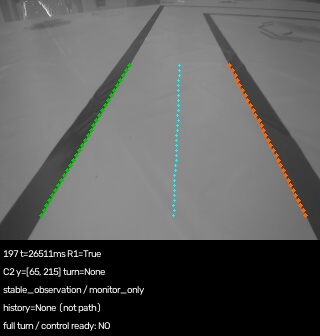 197 t=26511ms R1=True
C2 y=[65, 215] turn=None
stable_observation / monitor_only
history=None (not path)
full turn / control ready: NO